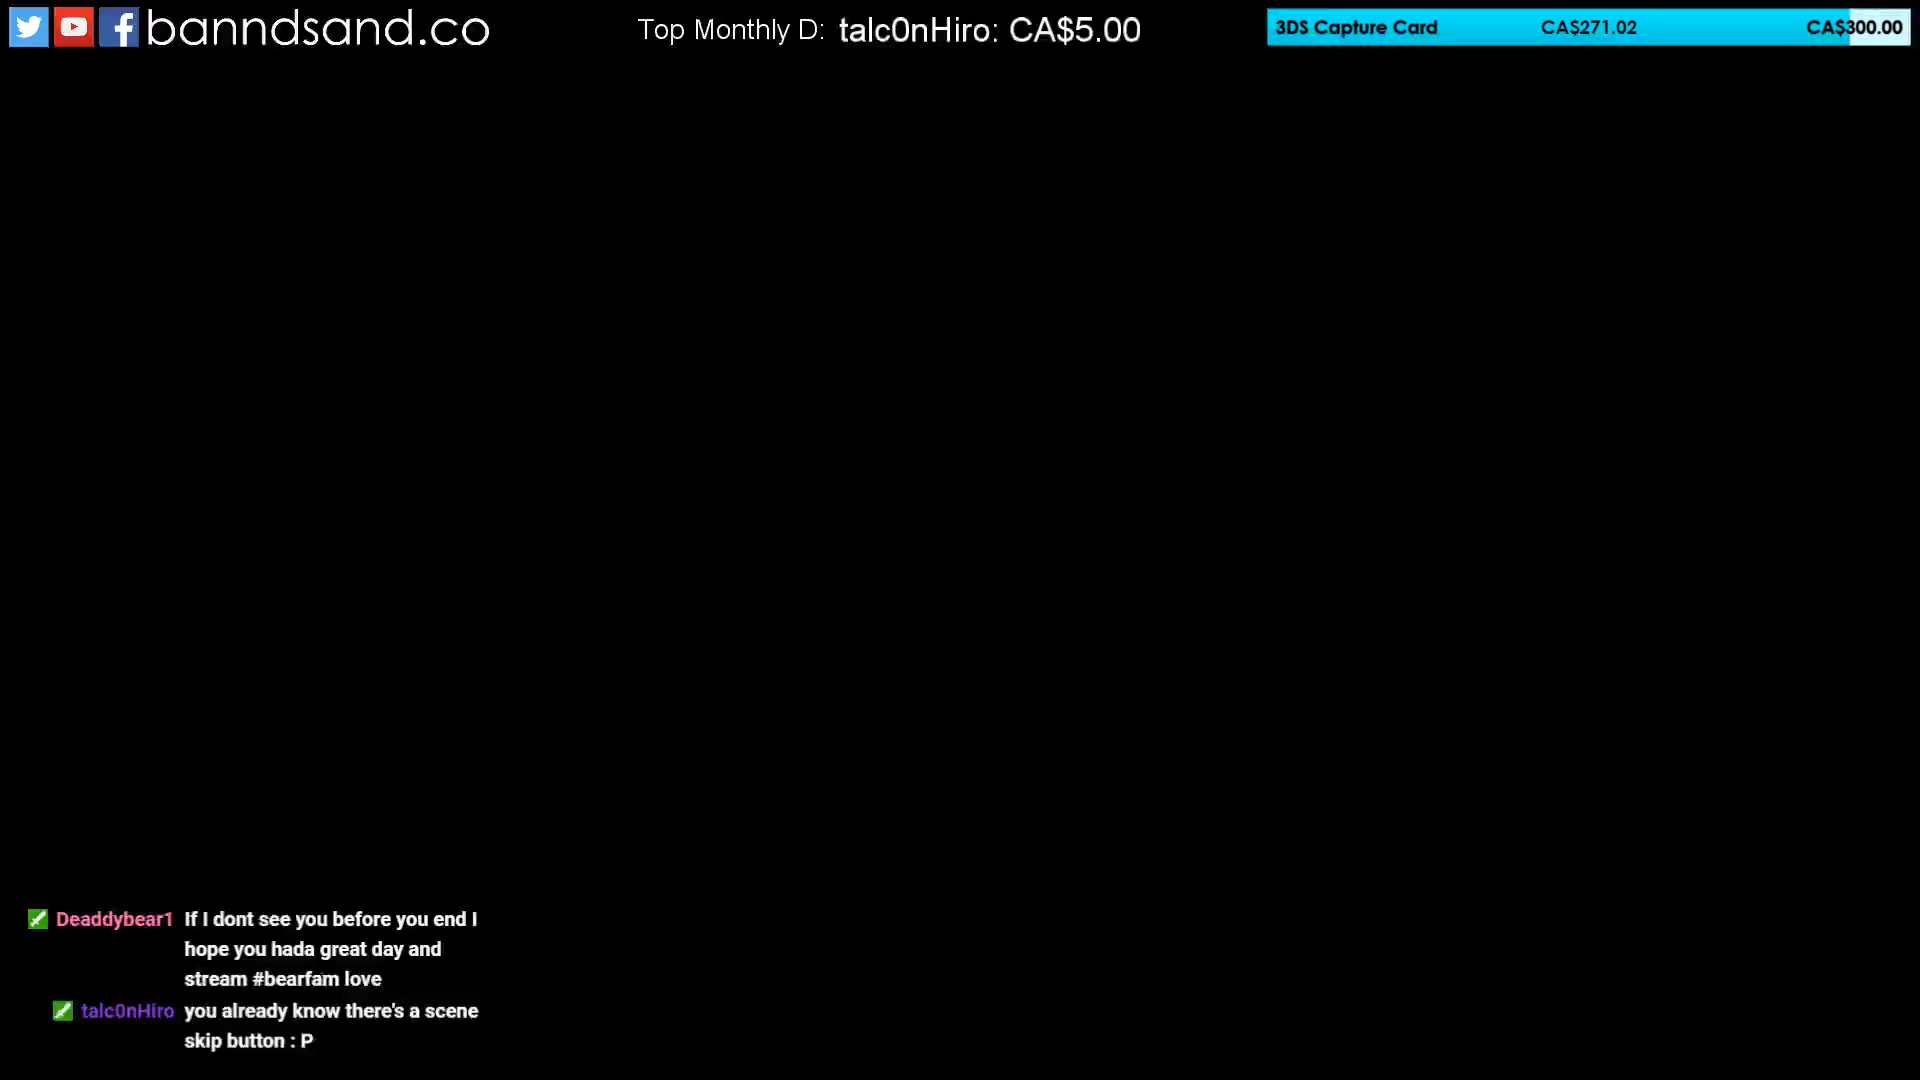 banndsand.co
Top Monthly D: talc0nHiro: CA$5.00
3DS Capture Card CA$271.02 CA$300.00
Deaddybear1 If I dont see you before you end I
hope you hada great day and
stream #bearfam love
talc0nHiro you already know there's a scene
skip button : P